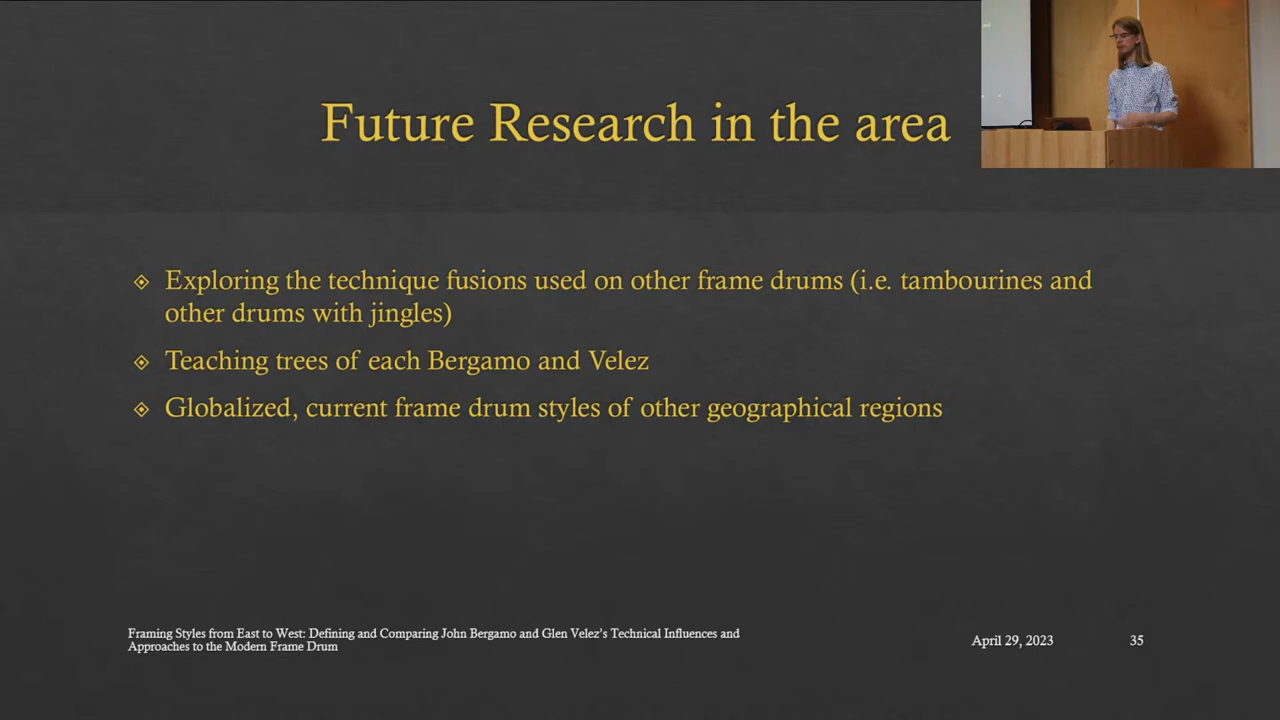 Future Research in the area
Exploring the technique fusions used on other frame drums (i.e. tambourines and
other drums with jingles)
Teaching trees of each Bergamo and Velez
Globalized, current frame drum styles of other geographical regions
Framing Styles from East to West: Defining and Comparing John Bergamo and Glen Velez's Technical Influences and
Approaches to the Modern Frame Drum
April 29, 2023
35